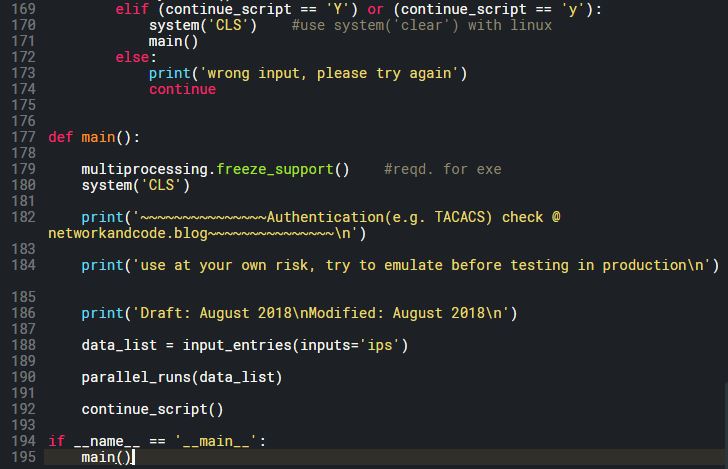 169         elif (continue_script == 'Y') or (continue_script == 'y'):
170             system('CLS')    #use system('clear') with linux
171             main()
172         else:
173             print('wrong input, please try again')
174             continue
175
176
177 def main():
178
179     multiprocessing.freeze_support()    #reqd. for exe
180     system('CLS')
181
182     print('~~~~~~~~~~~~~~~Authentication(e.g. TACACS) check @
networkandcode.blog~~~~~~~~~~~~~~~\n')
183
184     print('use at your own risk, try to emulate before testing in production\n')
185
186     print('Draft: August 2018\nModified: August 2018\n')
187
188     data_list = input_entries(inputs='ips')
189
190     parallel_runs(data_list)
191
192     continue_script()
193
194 if __name__ == '__main__':
195     main()